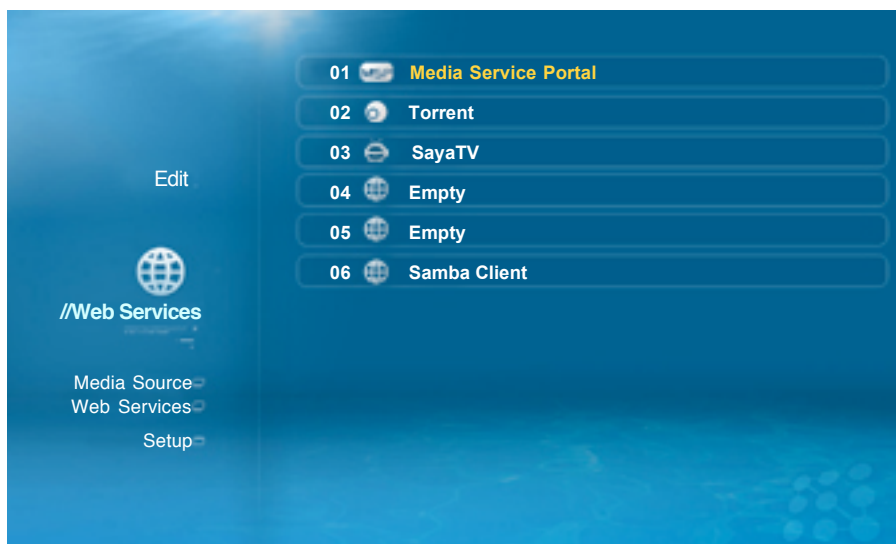 Edit
//Web Services
Media Source
Web Services
Setup
01 MSP Media Service Portal
02 Torrent
03 SayaTV
04 Empty
05 Empty
06 Samba Client